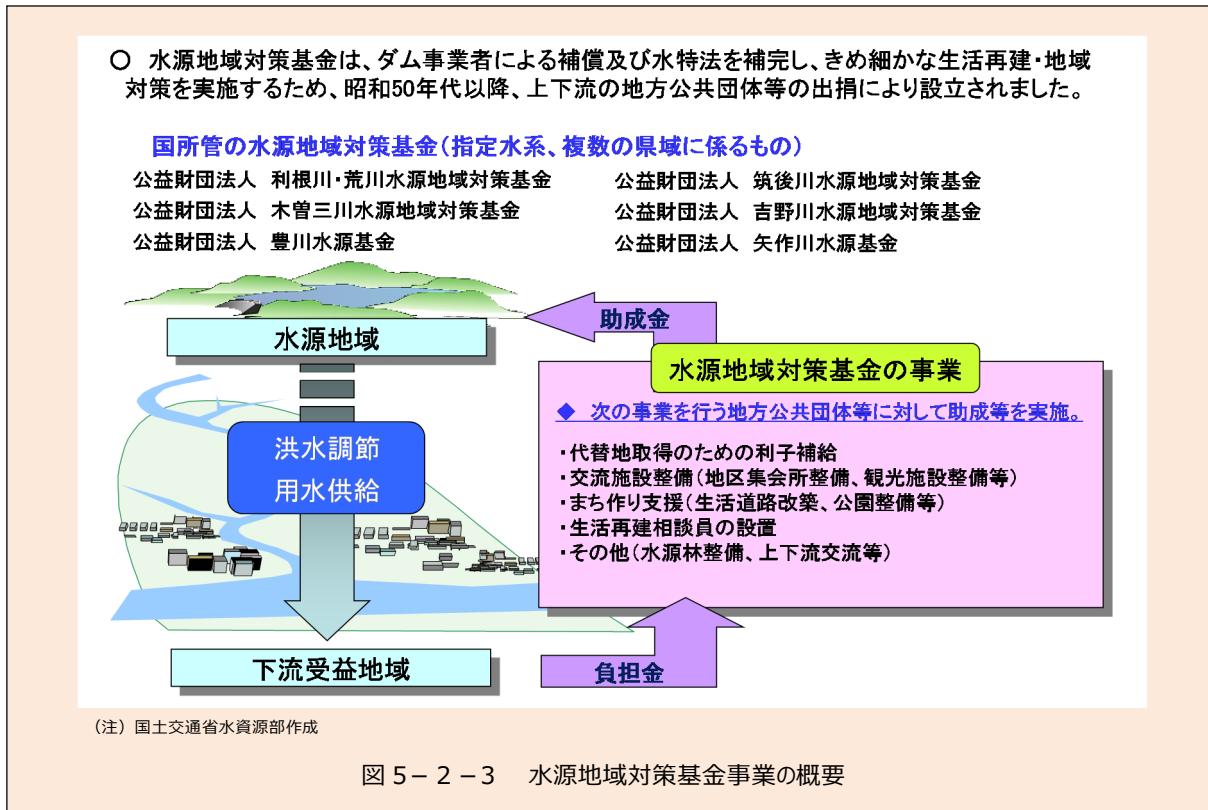 ○ 水源地域対策基金は、ダム事業者による補償及び水特法を補完し、きめ細かな生活再建・地域
対策を実施するため、昭和50年代以降、上下流の地方公共団体等の出捐により設立されました。
国所管の水源地域対策基金(指定水系、複数の県域に係るもの)
公益財団法人 利根川・荒川水源地域対策基金
公益財団法人 筑後川水源地域対策基金
公益財団法人 木曽三川水源地域対策基金
公益財団法人 吉野川水源地域対策基金
公益財団法人 豊川水源基金
公益財団法人 矢作川水源基金
助成金
水源地域
水源地域対策基金の事業
◆ 次の事業を行う地方公共団体等に対して助成等を実施。
・代替地取得のための利子補給
・交流施設整備(地区集会所整備、観光施設整備等)
・まち作り支援(生活道路改築、公園整備等)
・生活再建相談員の設置
・その他(水源林整備、上下流交流等)
洪水調節
用水供給
下流受益地域
負担金
(注)国土交通省水資源部作成
図5-2-3 水源地域対策基金事業の概要